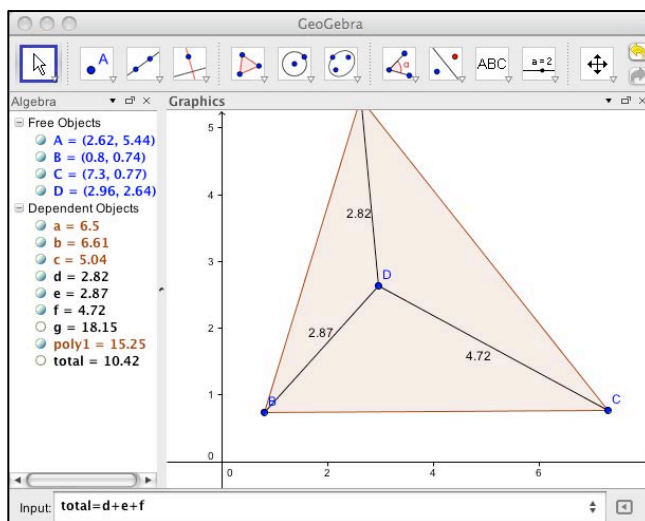 GeoGebra
A
α
ABC
a=2
Algebra
Graphics
Free Objects
A = (2.62, 5.44)
B = (0.8, 0.74)
C = (7.3, 0.77)
D = (2.96, 2.64)
Dependent Objects
a = 6.5
b = 6.61
c = 5.04
d = 2.82
e = 2.87
f = 4.72
g = 18.15
poly1 = 15.25
total= 10.42
5
4
3
2
1
0
0
2
4
6
2.82
D
2.87
4.72
B
C
Input: total=d+e+f